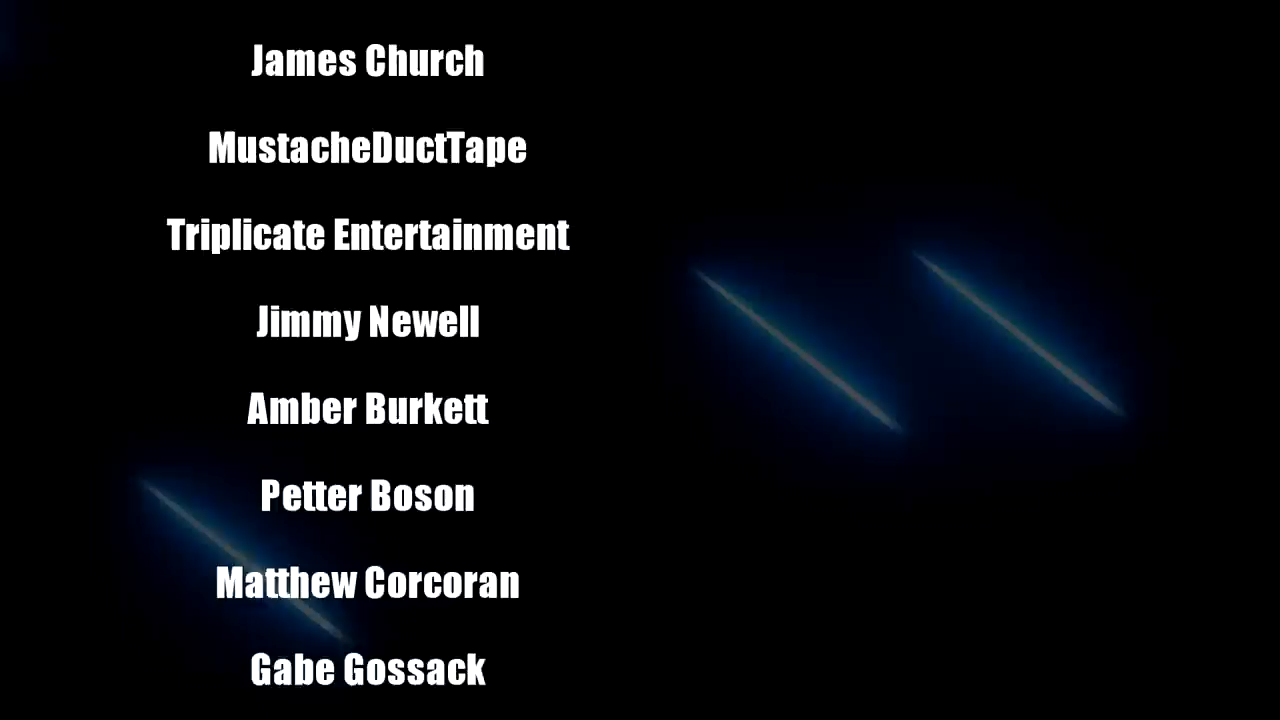 James Church
MustacheDuctTape
Triplicate Entertainment
Jimmy Newell
Amber Burkett
Petter Boson
Matthew Corcoran
Gabe Gossack